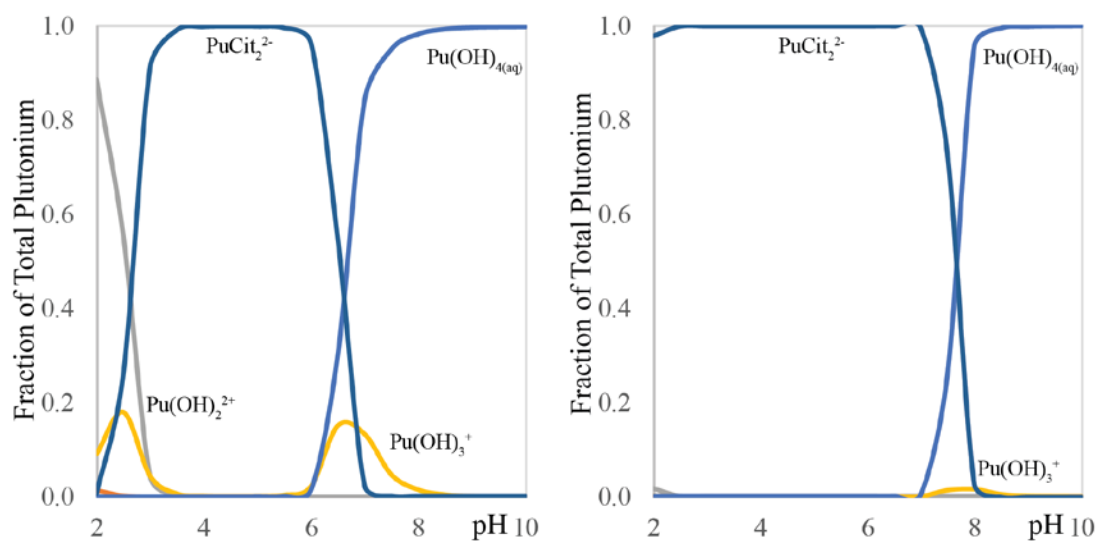 Fraction of Total Plutonium
1.0
0.8
0.6
0.4
0.2
0.0
PuCit₂²⁻
Pu(OH)₄₍aq₎
Pu(OH)₂²⁺
Pu(OH)₃⁺
2 4 6 8 pH 10
Fraction of Total Plutonium
1.0
0.8
0.6
0.4
0.2
0.0
PuCit₂²⁻
Pu(OH)₄₍aq₎
Pu(OH)₃⁺
2 4 6 8 pH 10